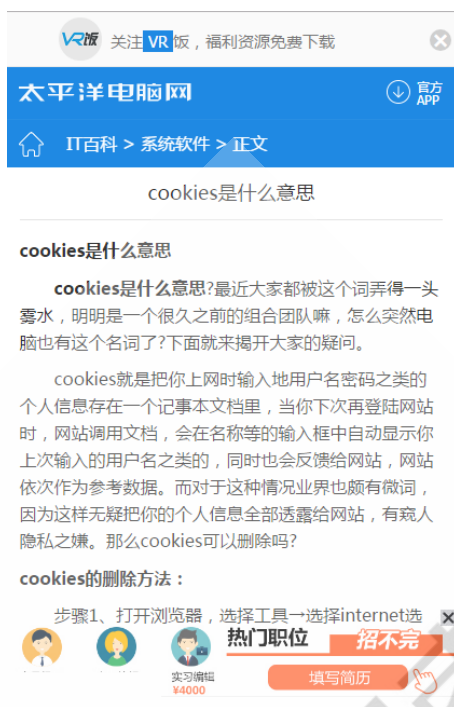 VR饭 关注 VR 饭，福利资源免费下载
太平洋电脑网 官方
APP
IT百科 > 系统软件 > 正文
cookies是什么意思
cookies是什么意思
cookies是什么意思?最近大家都被这个词弄得一头
雾水，明明是一个很久之前的组合团队嘛，怎么突然电
脑也有这个名词了?下面就来揭开大家的疑问。
cookies就是把你上网时输入地用户名密码之类的
个人信息存在一个记事本文档里，当你下次再登陆网站
时，网站调用文档，会在名称等的输入框中自动显示你
上次输入的用户名之类的，同时也会反馈给网站，网站
依次作为参考数据。而对于这种情况业界也颇有微词，
因为这样无疑把你的个人信息全部透露给网站，有窥人
隐私之嫌。那么cookies可以删除吗?
cookies的删除方法：
步骤1、打开浏览器，选择工具→选择internet选
热门职位 招不完
实习编辑
¥4000
填写简历